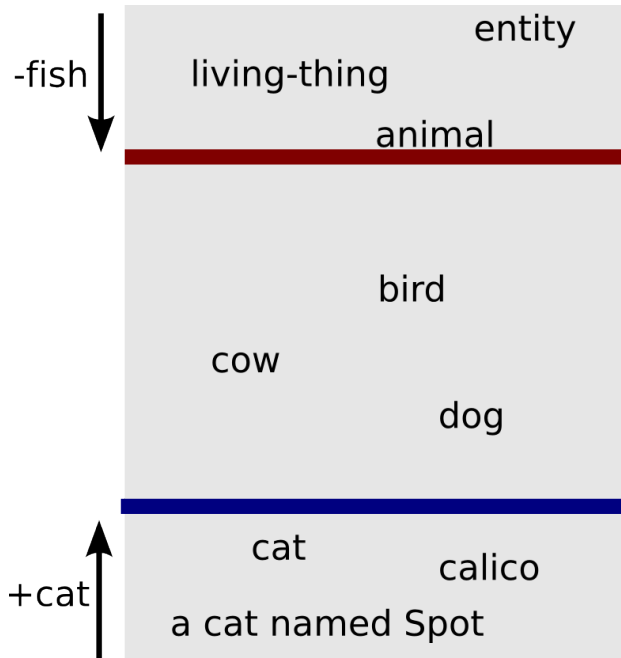 entity
-fish
living-thing
animal
bird
cow
dog
cat
calico
+cat
a cat named Spot